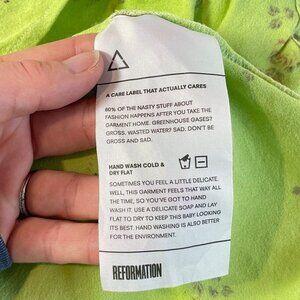 A CARE LABEL THAT ACTUALLY CARES
80% OF THE NASTY STUFF ABOUT
FASHION HAPPENS AFTER YOU TAKE THE
GARMENT HOME. GREENHOUSE GASES?
GROSS. WASTED WATER? SAD. DON'T BE
GROSS AND SAD.
HAND WASH COLD &
DRY FLAT
SOMETIMES YOU FEEL A LITTLE DELICATE.
WELL, THIS GARMENT FEELS THAT WAY ALL
THE TIME, SO YOU'VE GOT TO HAND
WASH IT. USE A DELICATE SOAP AND LAY
FLAT TO DRY TO KEEP THIS BABY LOOKING
ITS BEST. HAND WASHING IS ALSO BETTER
FOR THE ENVIRONMENT.
REFORMATION